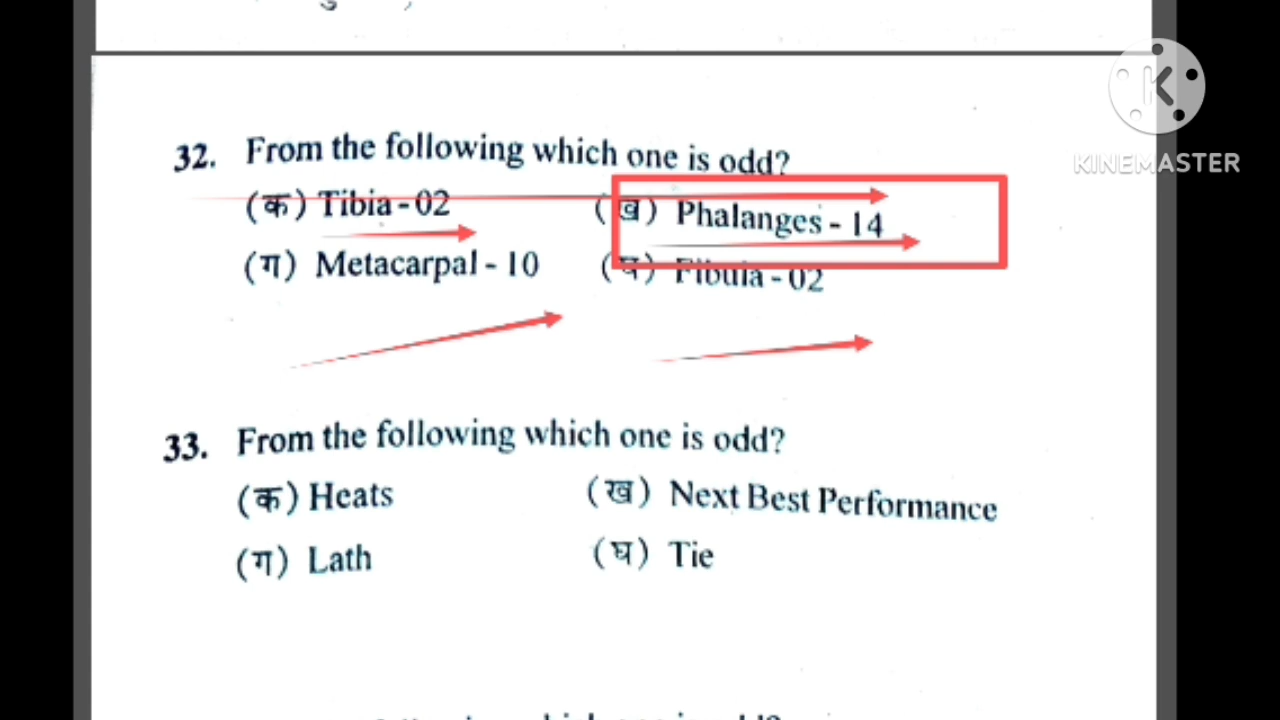 32. From the following which one is odd?
(क) Tibia - 02 (ख) Phalanges - 14
(ग) Metacarpal - 10 (घ) Fibula - 02
33. From the following which one is odd?
(क) Heats (ख) Next Best Performance
(ग) Lath (घ) Tie
KINEMASTER